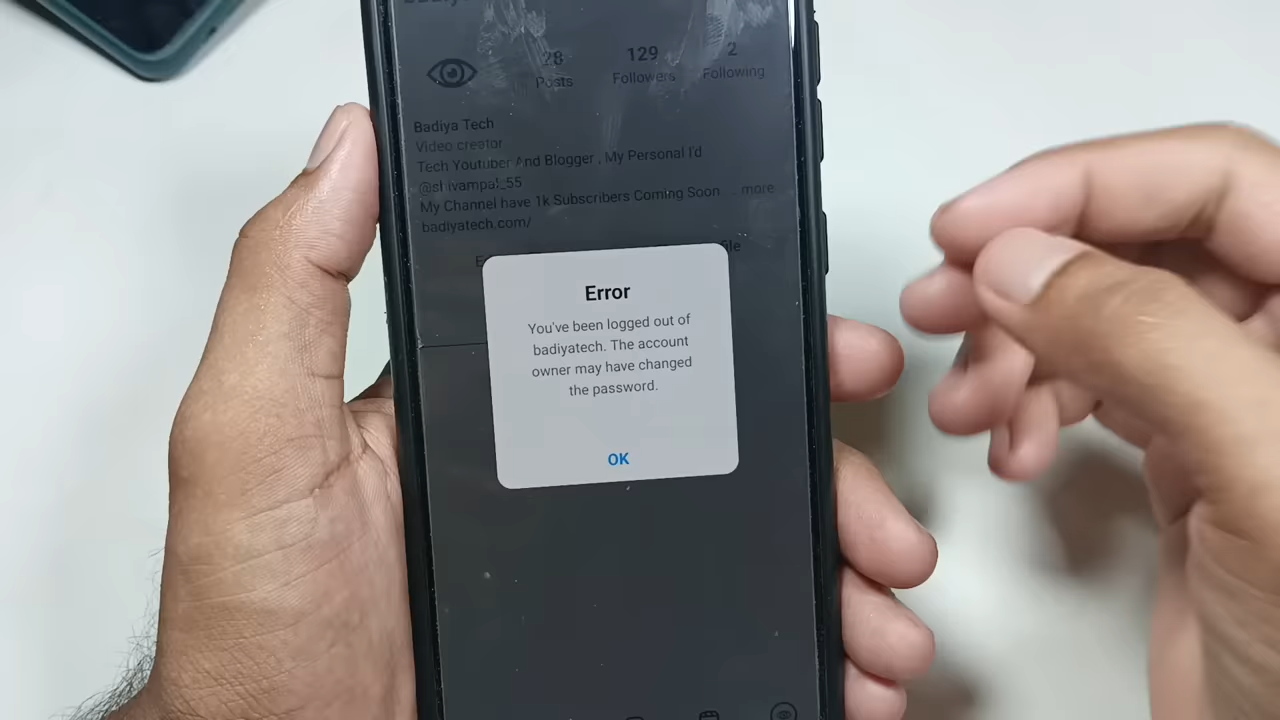 28 129 2
Posts Followers Following
Badiya Tech
Video creator
Tech Youtuber And Blogger , My Personal I'd
@shivampal_55
My Channel have 1k Subscribers Coming Soon ... more
badiyatech.com/
Error
You've been logged out of
badiyatech. The account
owner may have changed
the password.
OK